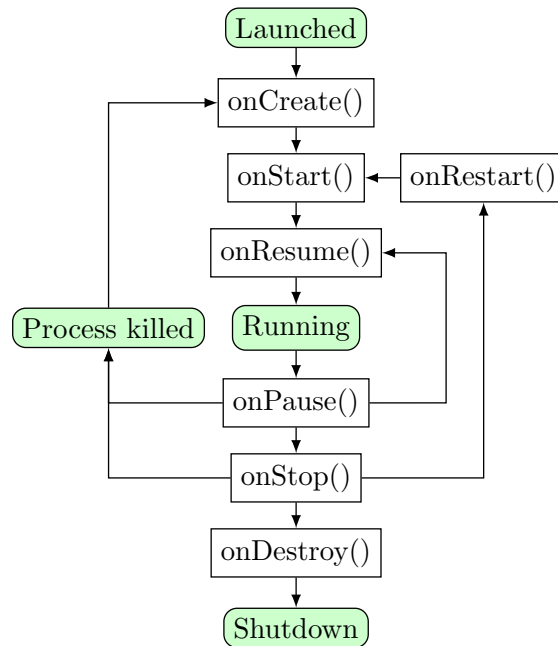 Launched
onCreate()
onStart()
onRestart()
onResume()
Process killed
Running
onPause()
onStop()
onDestroy()
Shutdown